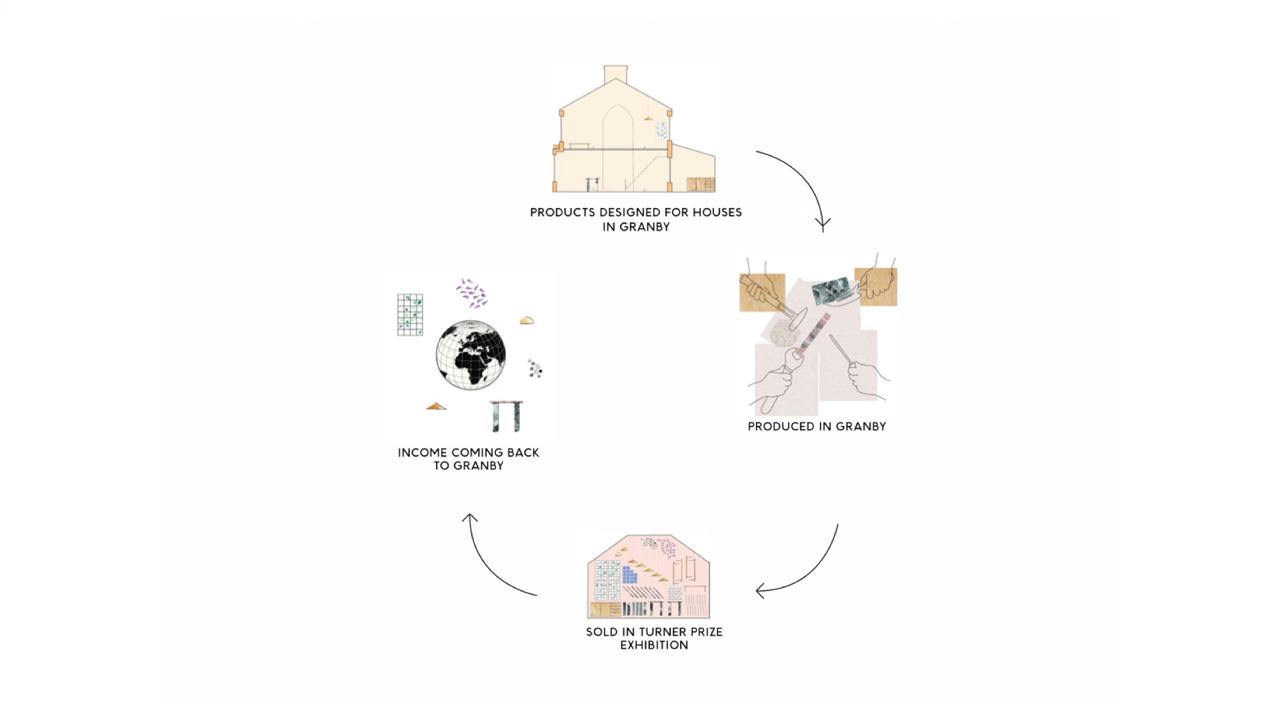 PRODUCTS DESIGNED FOR HOUSES
IN GRANBY
PRODUCED IN GRANBY
SOLD IN TURNER PRIZE
EXHIBITION
INCOME COMING BACK
TO GRANBY